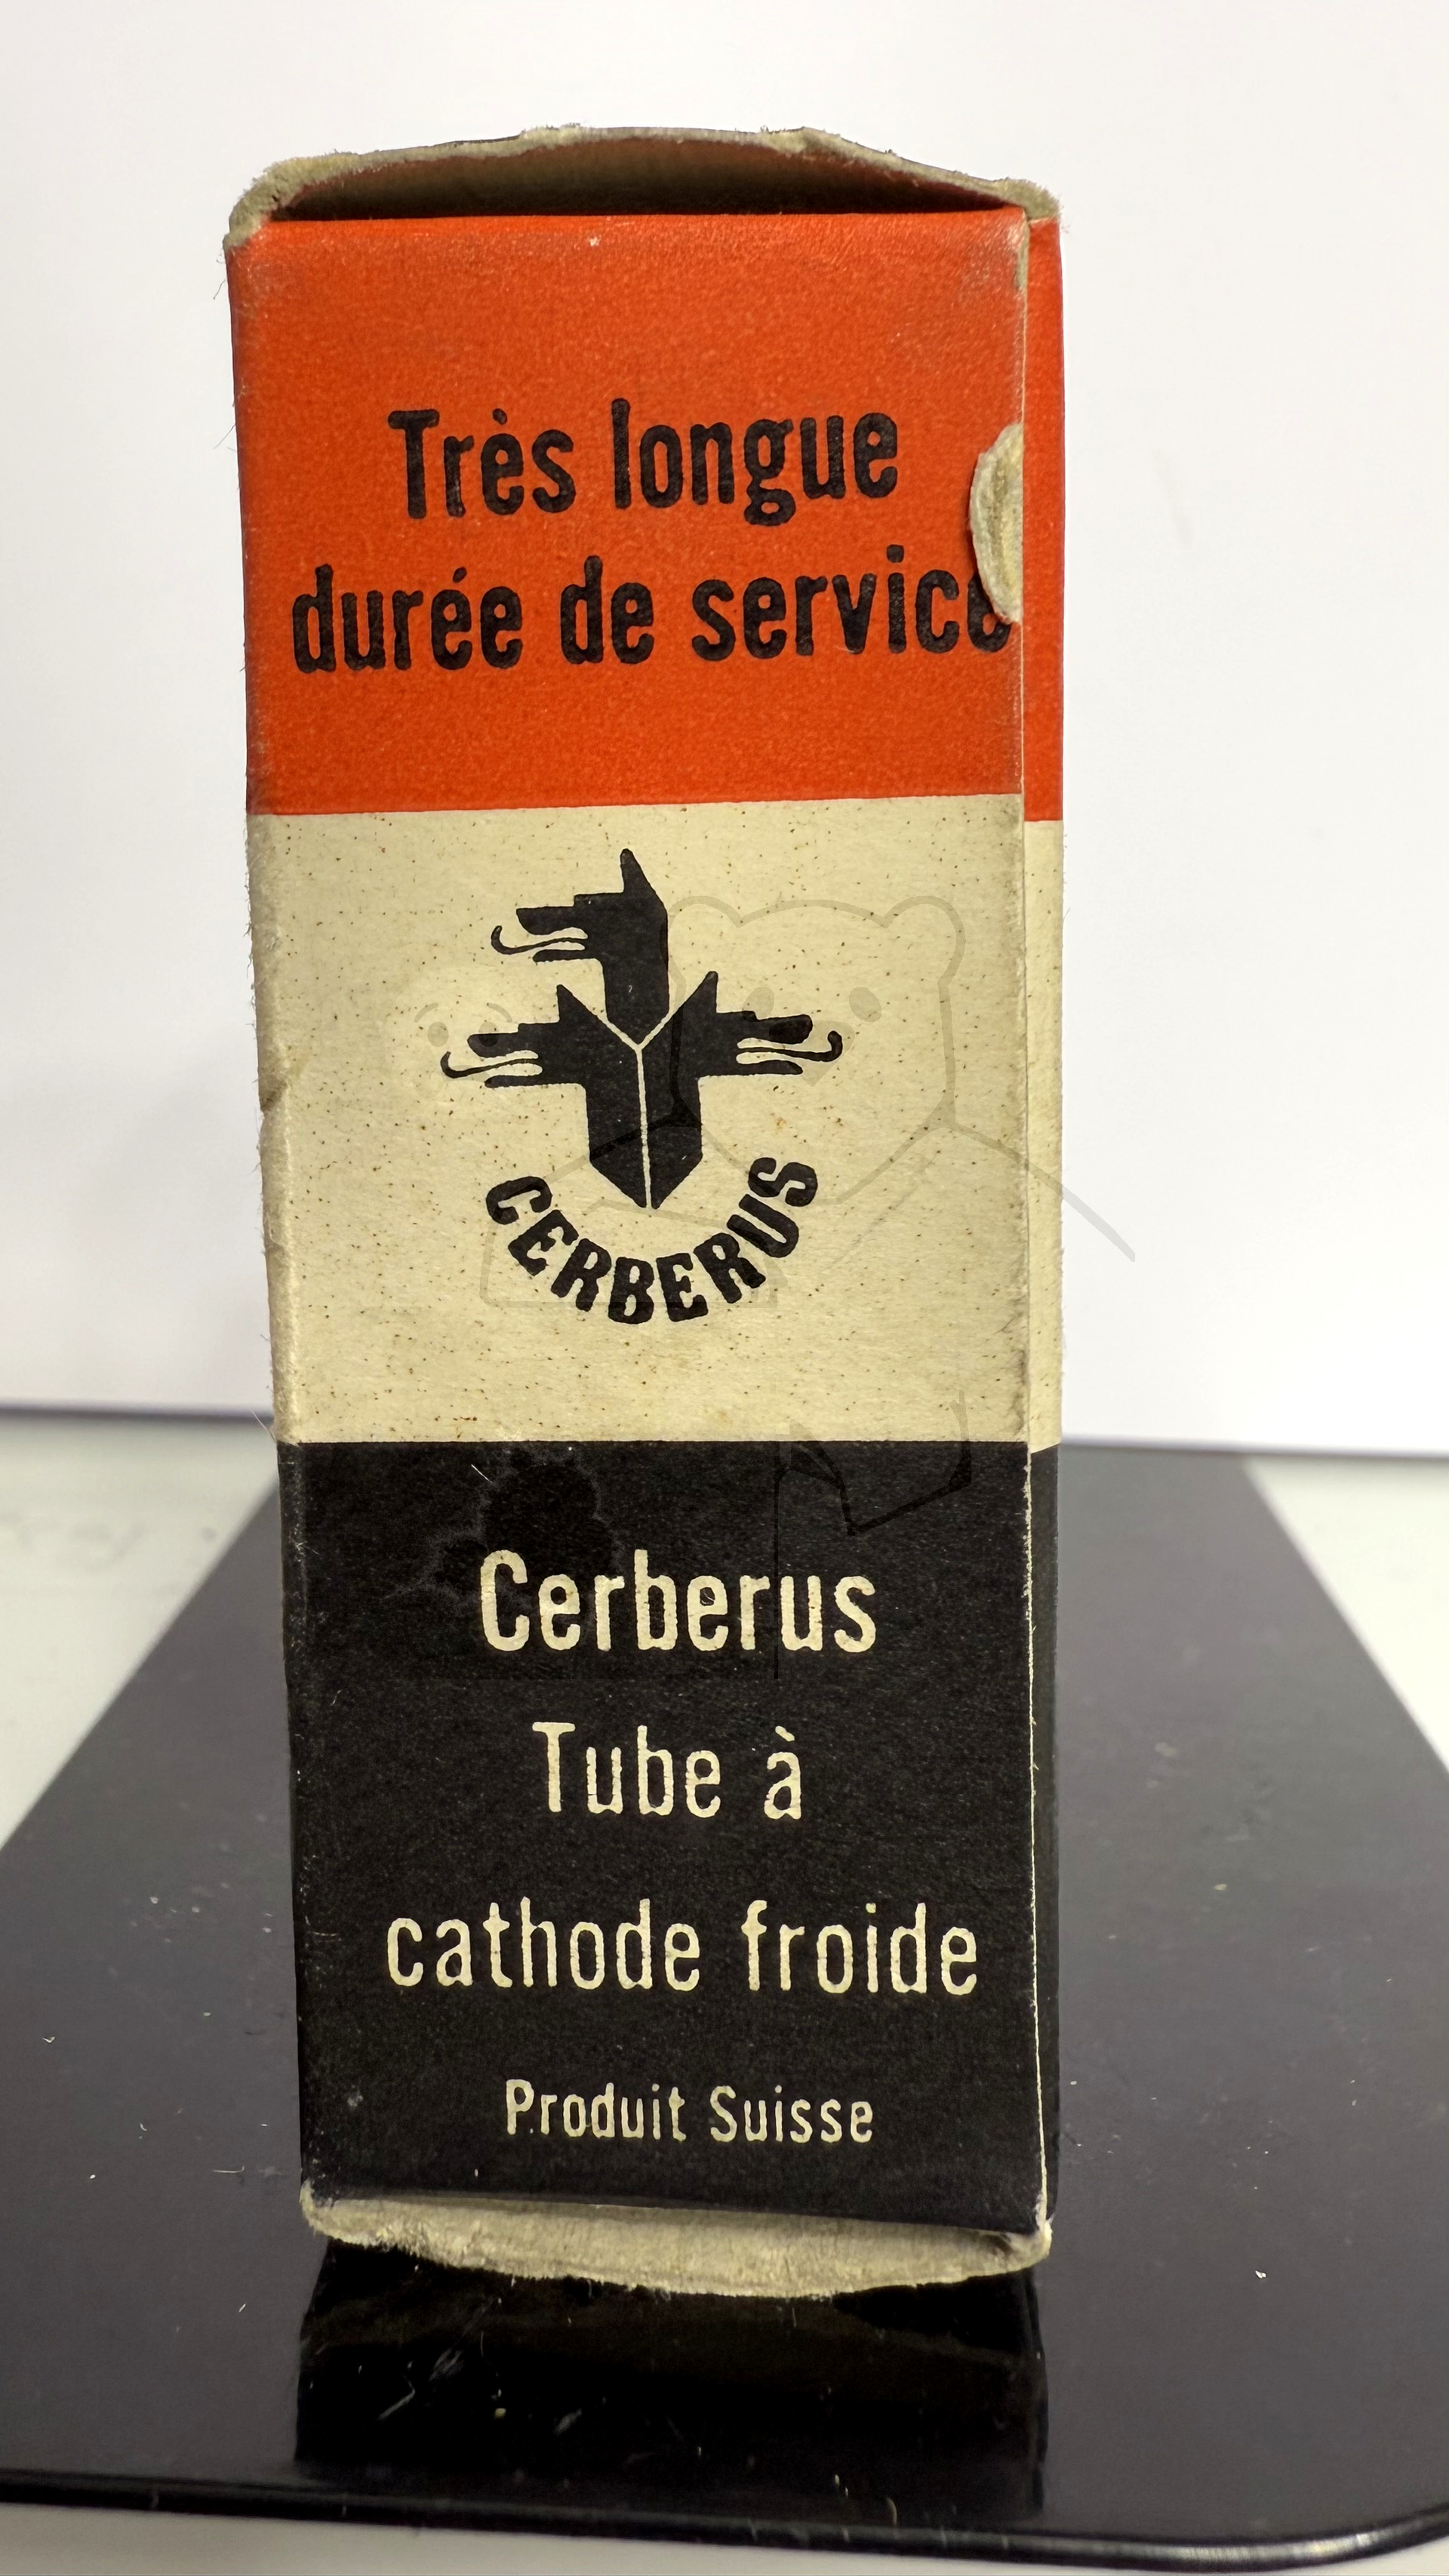 Très longue
durée de service
CERBERUS
Cerberus
Tube à
cathode froide
Produit Suisse